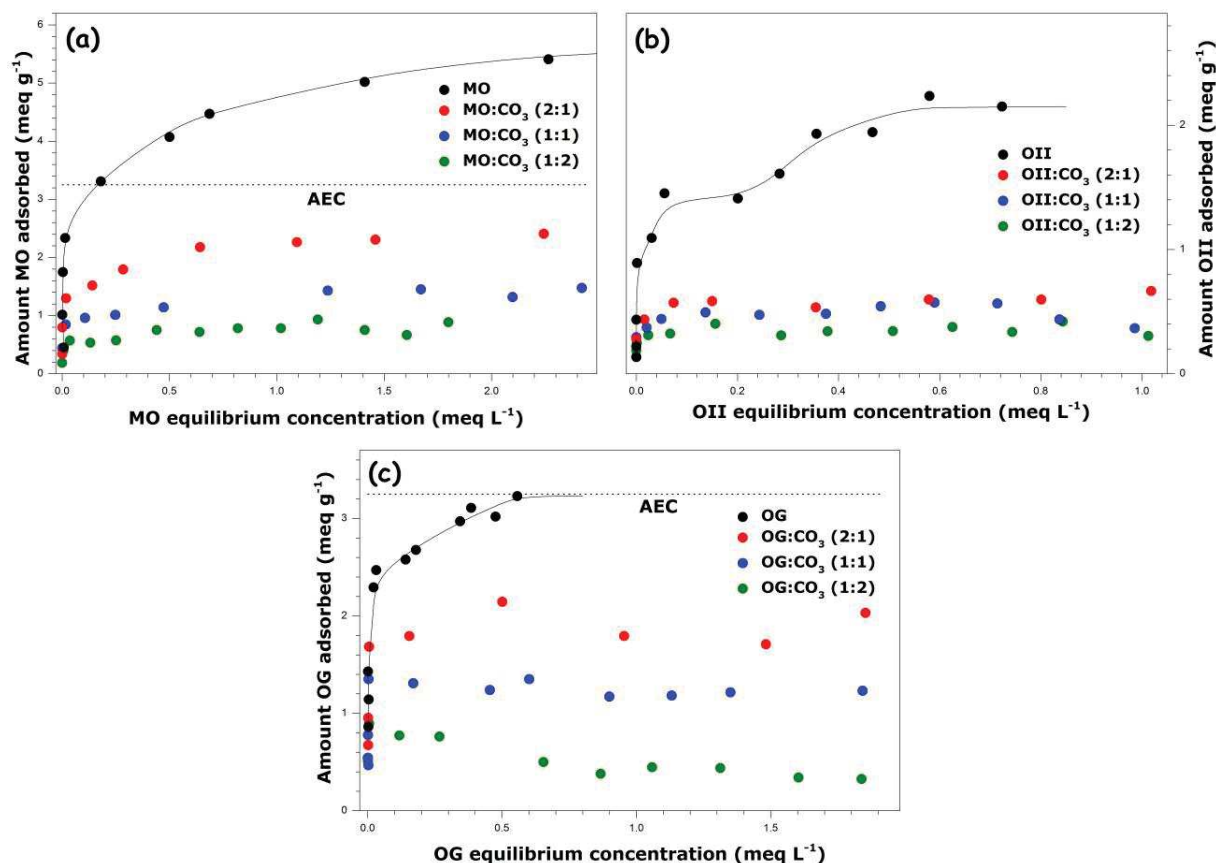 (a)
Amount MO adsorbed (meq g⁻¹)
6
5
4
3
2
1
0
MO
MO:CO₃ (2:1)
MO:CO₃ (1:1)
MO:CO₃ (1:2)
AEC
0.0 0.5 1.0 1.5 2.0
MO equilibrium concentration (meq L⁻¹)
(b)
OII
OII:CO₃ (2:1)
OII:CO₃ (1:1)
OII:CO₃ (1:2)
2
1
0
Amount OII adsorbed (meq g⁻¹)
0.0 0.2 0.4 0.6 0.8 1.0
OII equilibrium concentration (meq L⁻¹)
(c)
Amount OG adsorbed (meq g⁻¹)
3
2
1
0
AEC
OG
OG:CO₃ (2:1)
OG:CO₃ (1:1)
OG:CO₃ (1:2)
0.0 0.5 1.0 1.5
OG equilibrium concentration (meq L⁻¹)